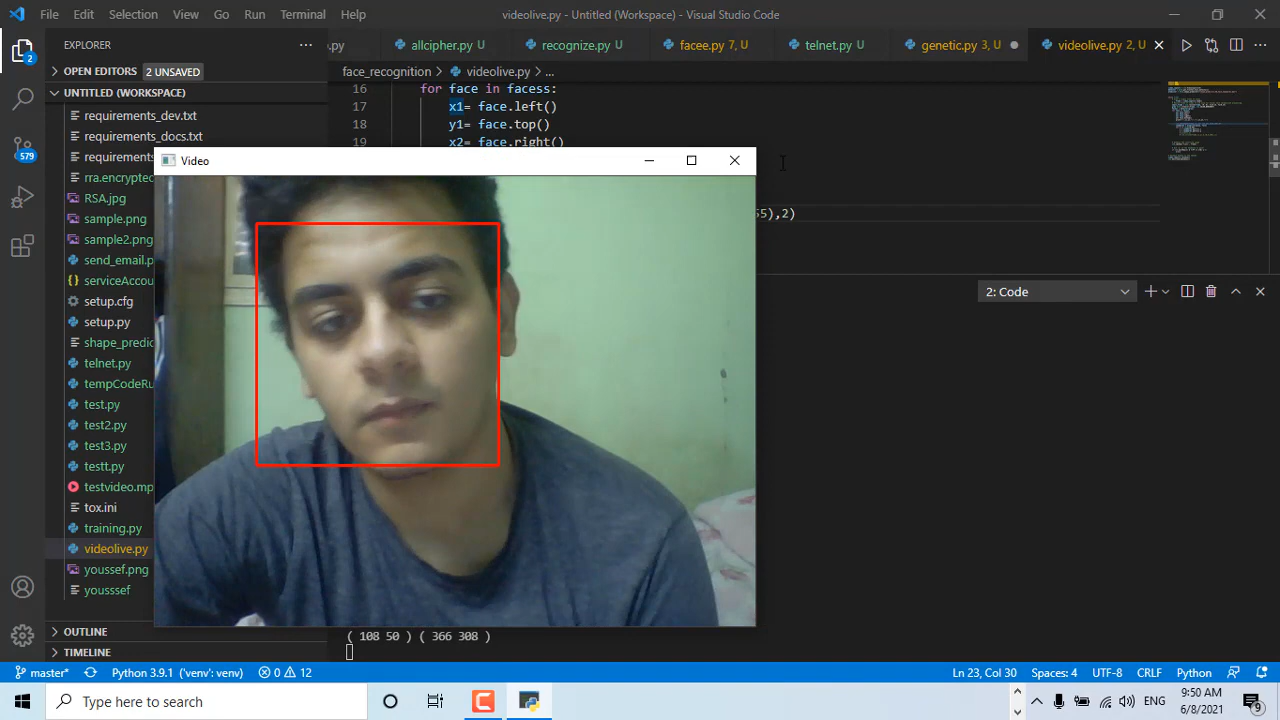 File Edit Selection View Go Run Terminal Help videolive.py - Untitled (Workspace) - Visual Studio Code
EXPLORER
.py allcipher.py U recognize.py U facee.py 7, U telnet.py U genetic.py 3, U videolive.py 2, U
OPEN EDITORS 2 UNSAVED
face_recognition > videolive.py > ...
UNTITLED (WORKSPACE)
requirements_dev.txt
requirements_docs.txt
requirements
rra.encrypted
RSA.jpg
sample.png
sample2.png
send_email.p
serviceAccou
setup.cfg
setup.py
shape_predic
telnet.py
tempCodeRu
test.py
test2.py
test3.py
testt.py
testvideo.mp
tox.ini
training.py
videolive.py
youssef.png
yousssef
OUTLINE
TIMELINE
16 for face in facess:
17 x1= face.left()
18 y1= face.top()
19 x2= face.right()
55),2)
Video
2: Code
( 108 50 ) ( 366 308 )
2
579
master* Python 3.9.1 ('venv': venv) 0 12 Ln 23, Col 30 Spaces: 4 UTF-8 CRLF Python
Type here to search
ENG
9:50 AM
6/8/2021
9